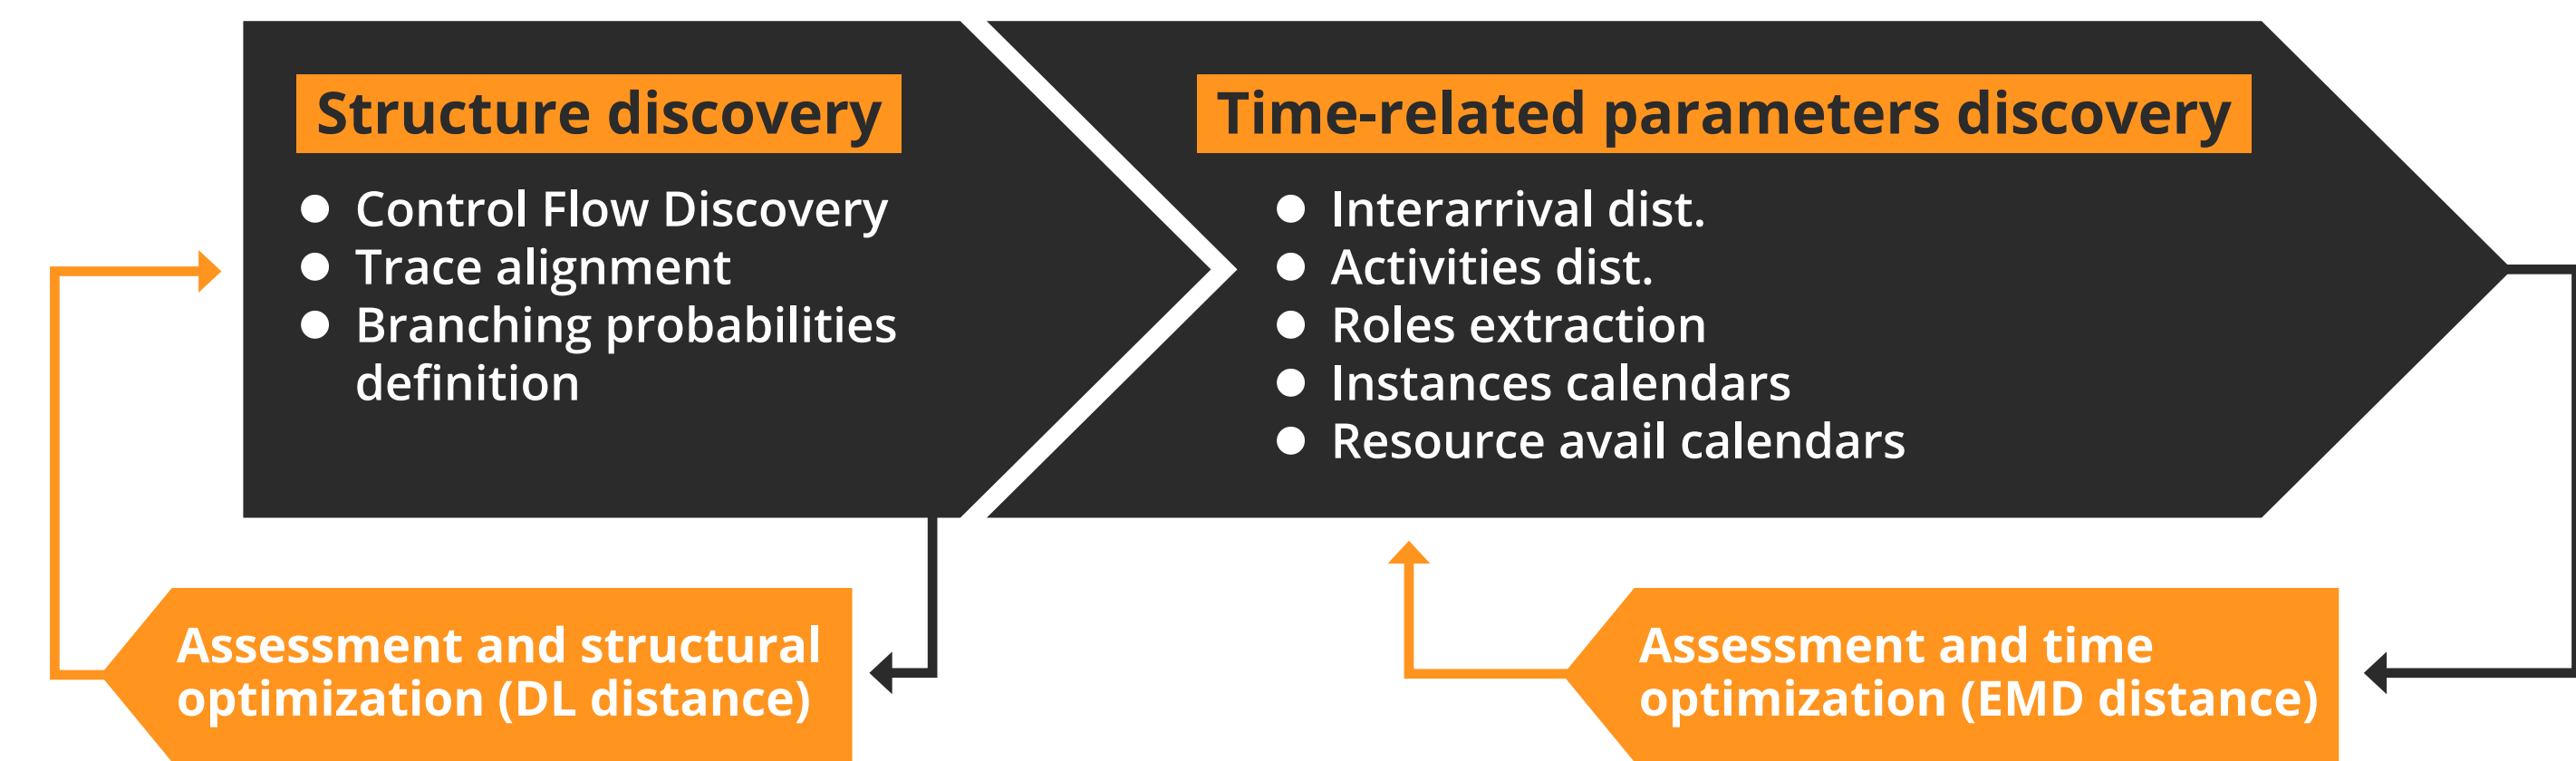 Structure discovery
Control Flow Discovery
Trace alignment
Branching probabilities
definition
Time-related parameters discovery
Interarrival dist.
Activities dist.
Roles extraction
Instances calendars
Resource avail calendars
Assessment and structural
optimization (DL distance)
Assessment and time
optimization (EMD distance)